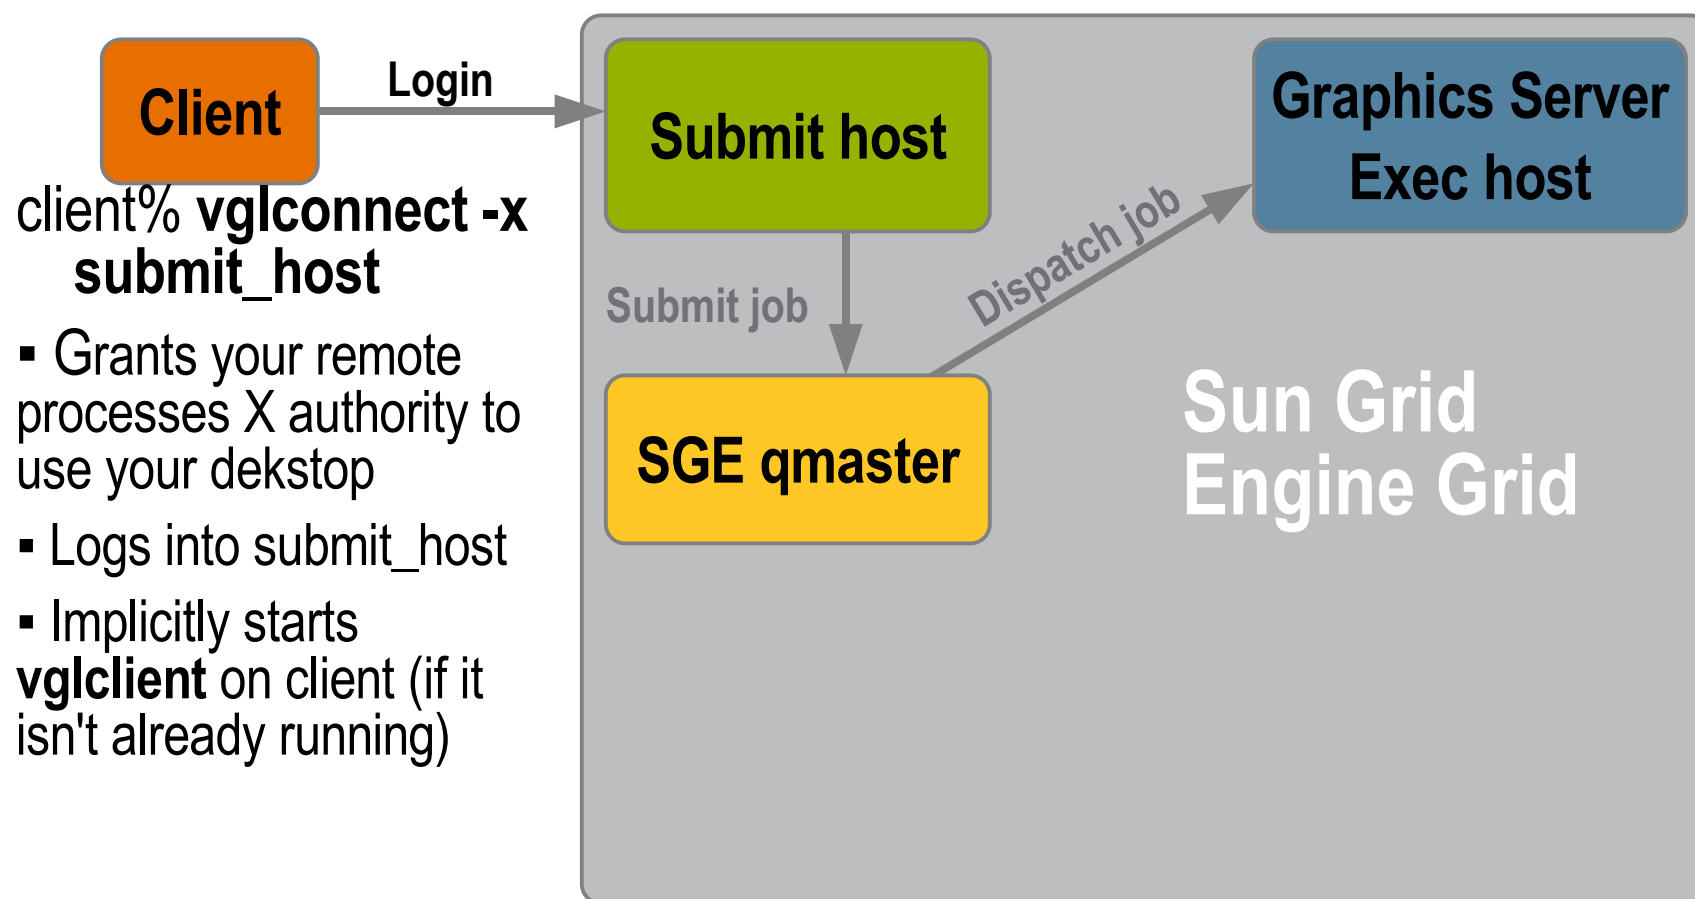 Client
Login
Submit host
Graphics Server
Exec host
client% vglconnect -x
submit_host
▪ Grants your remote
processes X authority to
use your dekstop
▪ Logs into submit_host
▪ Implicitly starts
vglclient on client (if it
isn't already running)
Submit job
Dispatch job
SGE qmaster
Sun Grid
Engine Grid